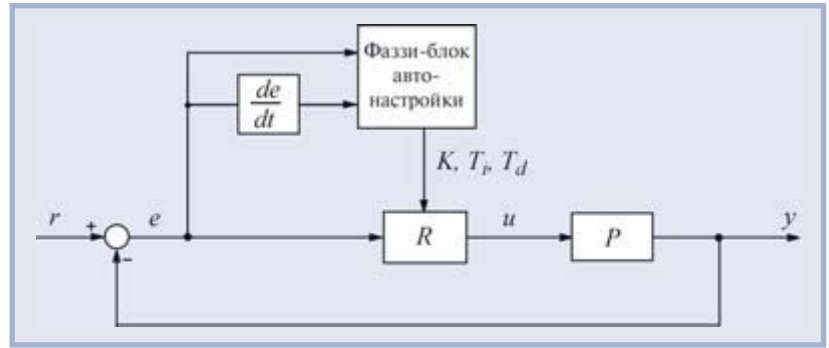 Фаззи-блок
авто-
настройки
de
dt
K, Ti, Td
r
+
e
R
u
P
y
−